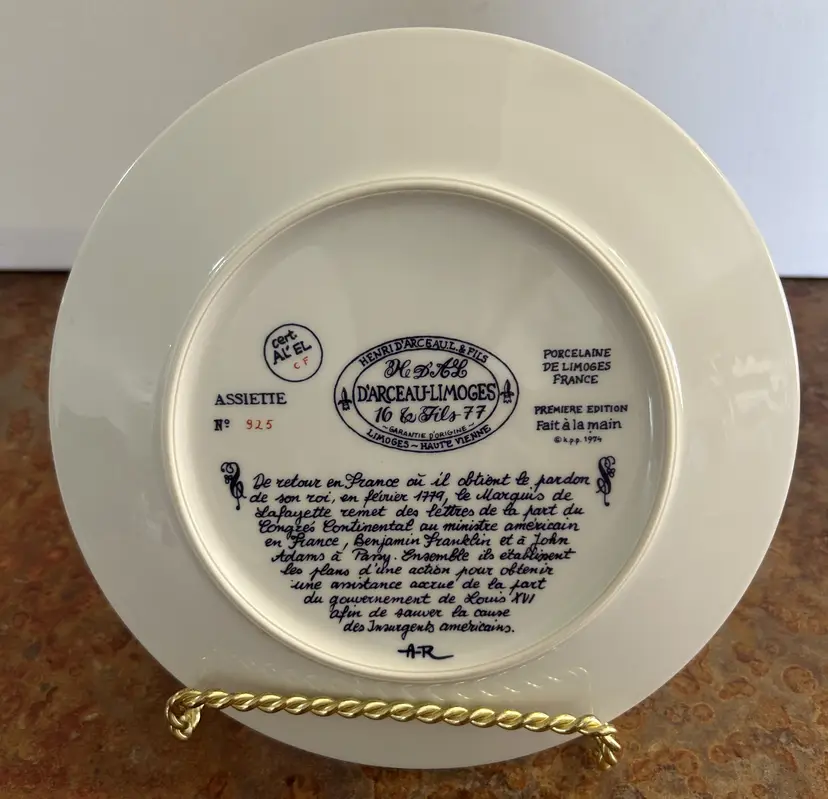 cert
AL' EL
C F
ASSIETTE
Nº 925
HENRI D'ARCEAU L. & FILS
H D'A L
D'ARCEAU-LIMOGES
16 & Fils 77
~GARANTIE D'ORIGINE~
LIMOGES ~ HAUTE VIENNE
PORCELAINE
DE LIMOGES
FRANCE
PREMIERE EDITION
Fait à la main
© k.p.p. 1974
De retour en France où il obtient le pardon
de son roi, en février 1779, le Marquis de
Lafayette remet des lettres de la part du
Congrés Continental au ministre américain
en France, Benjamin Franklin et à John
Adams à Passy. Ensemble ils établissent
les plans d'une action pour obtenir
une assistance accrue de la part
du gouvernement de Louis XVI
afin de sauver la cause
des Insurgents américains.
A-R